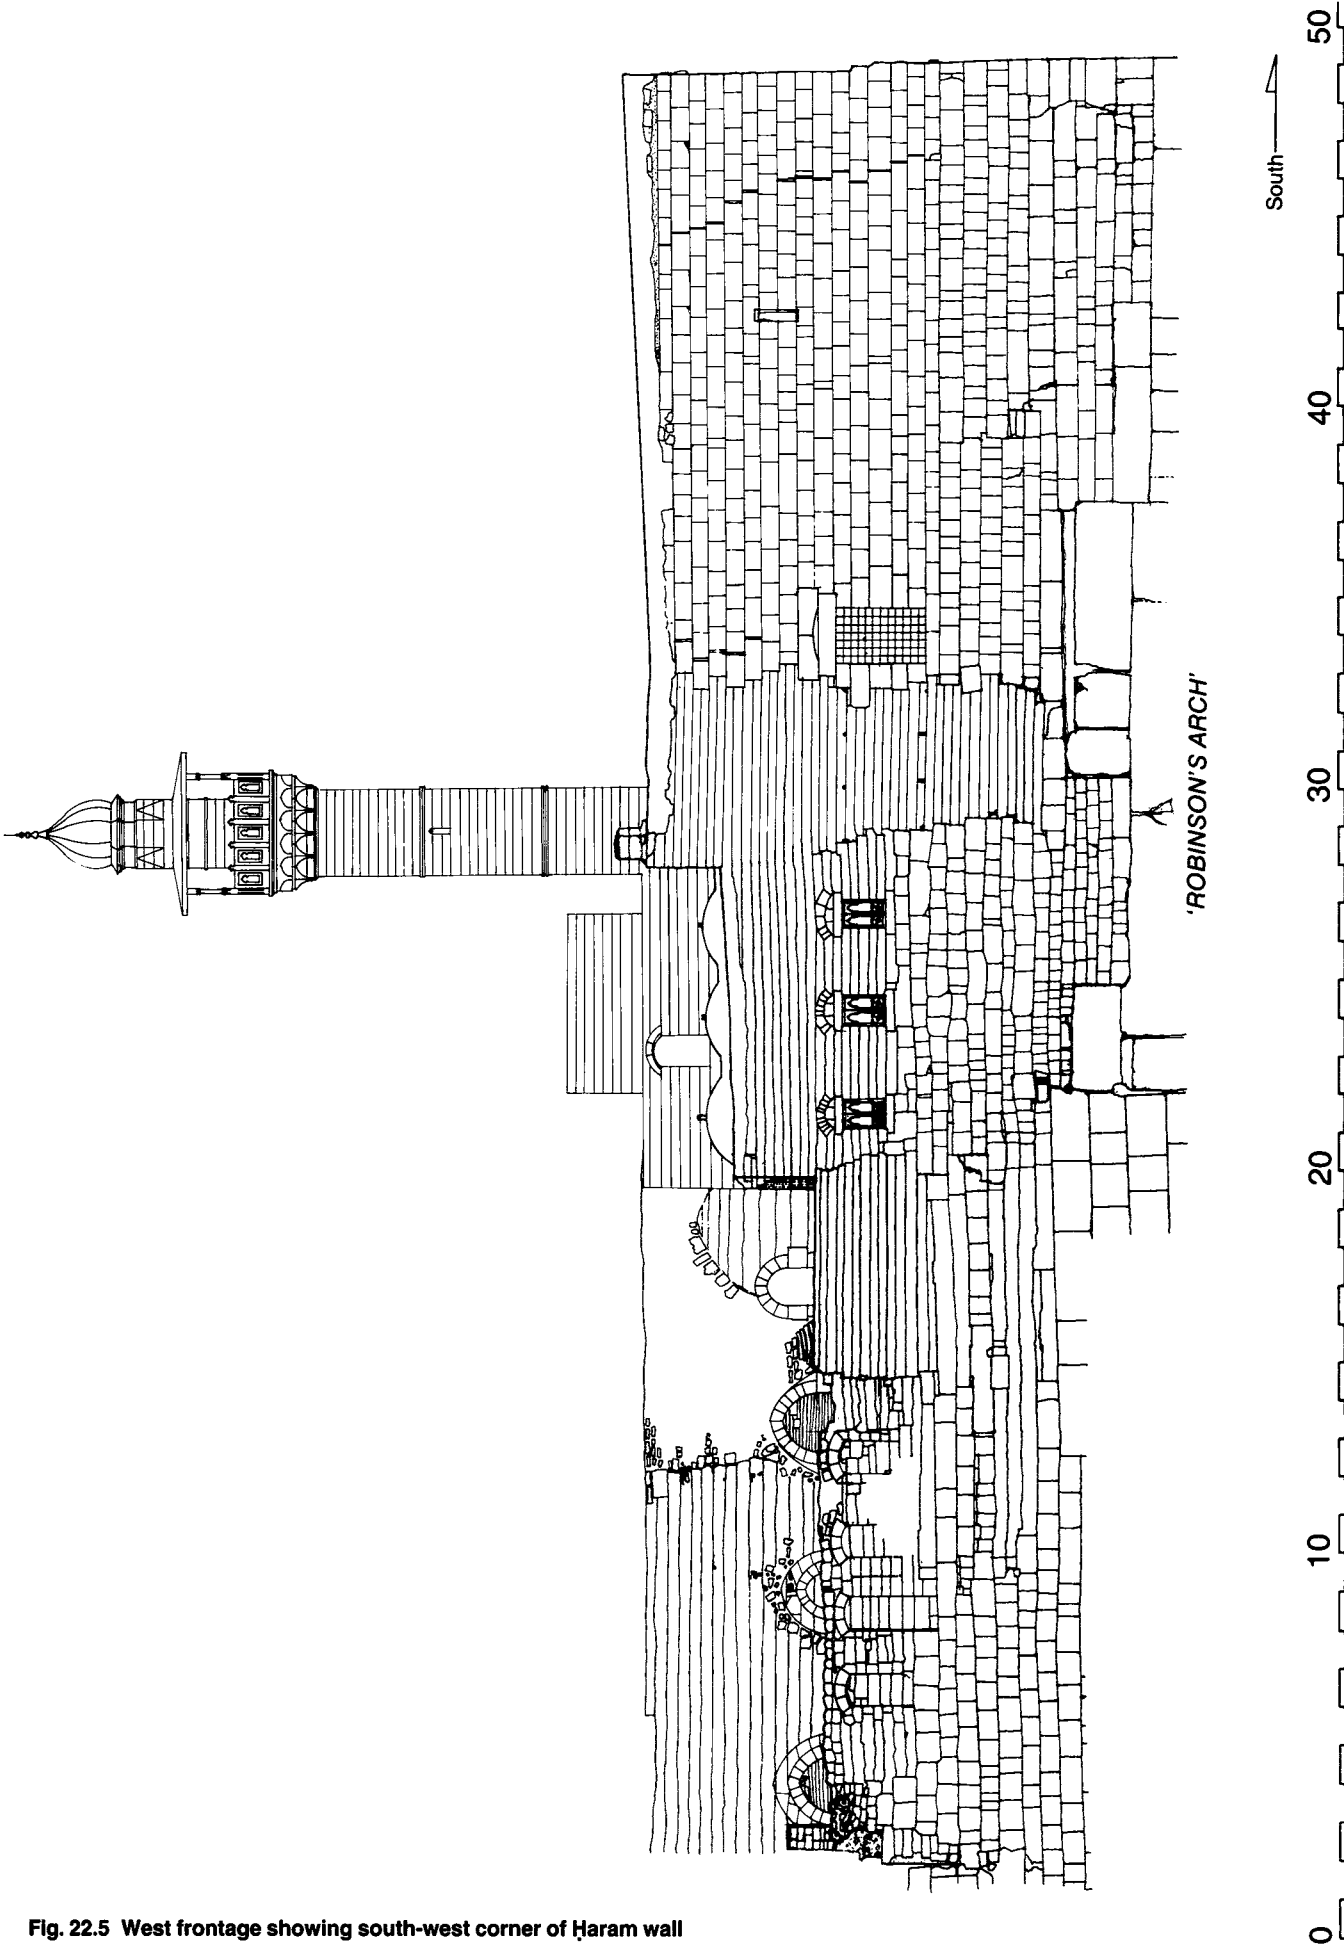 South
'ROBINSON'S ARCH'
0 10 20 30 40 50
Fig. 22.5 West frontage showing south-west corner of Ḥaram wall